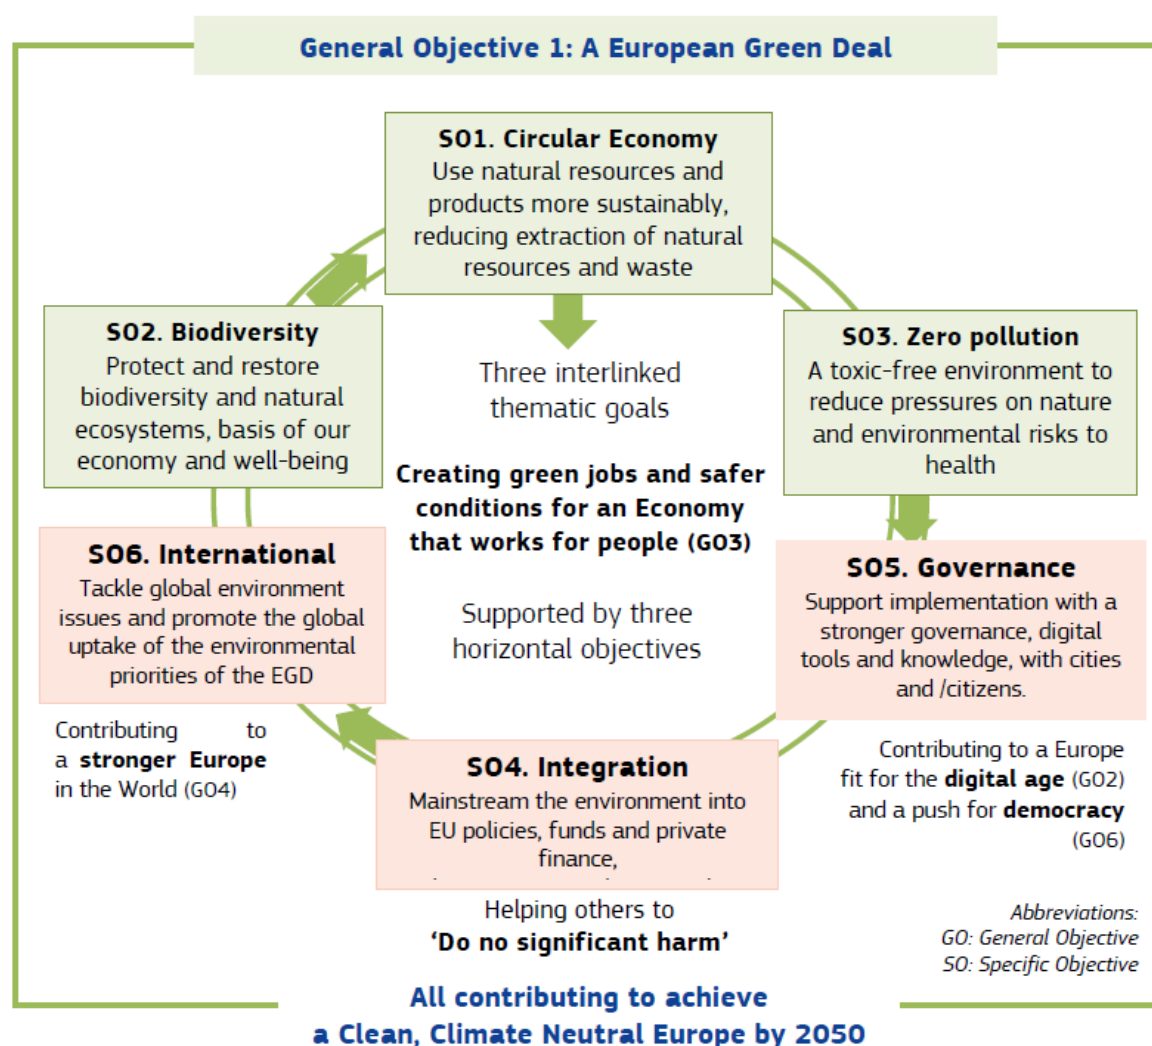 General Objective 1: A European Green Deal
SO1. Circular Economy
Use natural resources and
products more sustainably,
reducing extraction of natural
resources and waste
SO2. Biodiversity
Protect and restore
biodiversity and natural
ecosystems, basis of our
economy and well-being
Three interlinked
thematic goals
SO3. Zero pollution
A toxic-free environment to
reduce pressures on nature
and environmental risks to
health
Creating green jobs and safer
conditions for an Economy
that works for people (GO3)
SO6. International
Tackle global environment
issues and promote the global
uptake of the environmental
priorities of the EGD
Supported by three
horizontal objectives
SO5. Governance
Support implementation with a
stronger governance, digital
tools and knowledge, with cities
and /citizens.
Contributing to
a stronger Europe
in the World (GO4)
SO4. Integration
Mainstream the environment into
EU policies, funds and private
finance,
Contributing to a Europe
fit for the digital age (GO2)
and a push for democracy
(GO6)
Helping others to
‘Do no significant harm’
Abbreviations:
GO: General Objective
SO: Specific Objective
All contributing to achieve
a Clean, Climate Neutral Europe by 2050